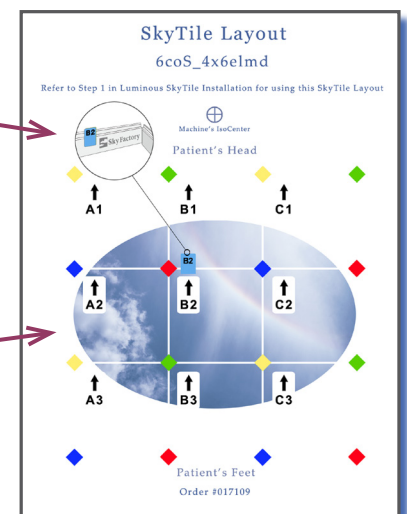 SkyTile Layout
6coS_4x6elmd
Refer to Step 1 in Luminous SkyTile Installation for using this SkyTile Layout
B2
SkyFactory
Machine's IsoCenter
Patient's Head
A1 B1 C1
B2
A2 B2 C2
A3 B3 C3
Patient's Feet
Order #017109